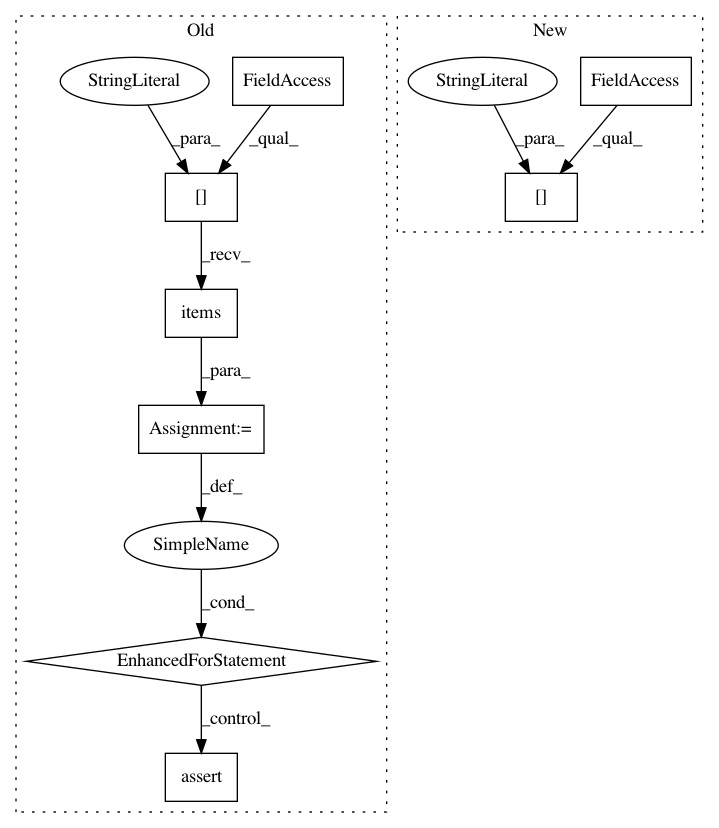 Old
New
StringLiteral
FieldAccess
StringLiteral
FieldAccess
_para_
_qual_
_para_
_qual_
[]
[]
_recv_
items
_para_
Assignment:=
_def_
SimpleName
_cond_
EnhancedForStatement
_control_
assert